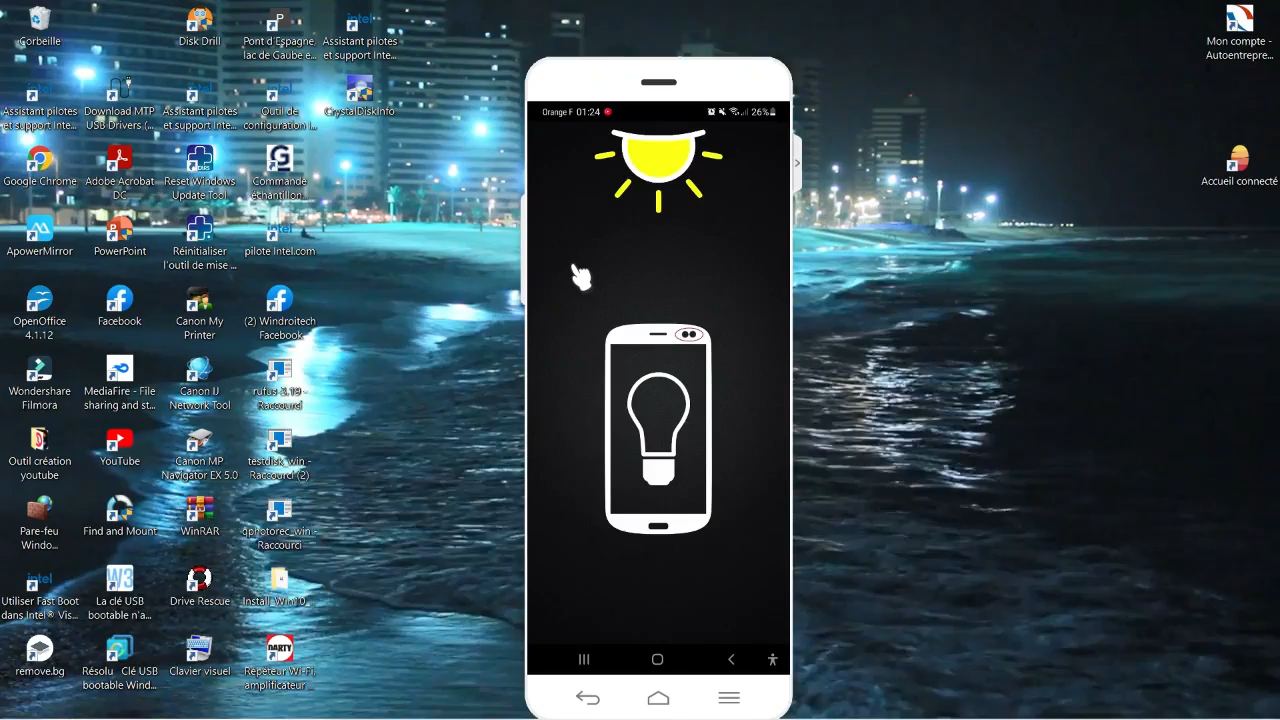 Corbeille
Disk Drill
Pont d'Espagne,
lac de Gaube e...
intel
Assistant pilotes
et support Inte...
Mon compte -
Autoentrepre...
Assistant pilotes
et support Inte...
Download MTP
USB Drivers (...
Assistant pilotes
et support Inte...
Outil de
configuration I...
CrystalDiskInfo
Google Chrome
Adobe Acrobat
DC
Reset Windows
Update Tool
Commande
échantillon...
Accueil connecté
ApowerMirror
PowerPoint
Réinitialiser
l'outil de mise ...
pilote Intel.com
OpenOffice
4.1.12
Facebook
Canon My
Printer
(2) Windroitech
Facebook
Wondershare
Filmora
MediaFire - File
sharing and st...
Canon IJ
Network Tool
rufus-3.19 -
Raccourci
Outil création
youtube
YouTube
Canon MP
Navigator EX 5.0
testdisk_win -
Raccourci (2)
Pare-feu
Windo...
Find and Mount
WinRAR
qphotorec_win -
Raccourci
intel
Utiliser Fast Boot
dans Intel® Vis...
W3
La clé USB
bootable n'a...
Drive Rescue
Install Win10_...
remove.bg
Résolu - Clé USB
bootable Wind...
Clavier visuel
DARTY
Répéteur Wi-Fi,
amplificateur ...
Orange F 01:24
26%